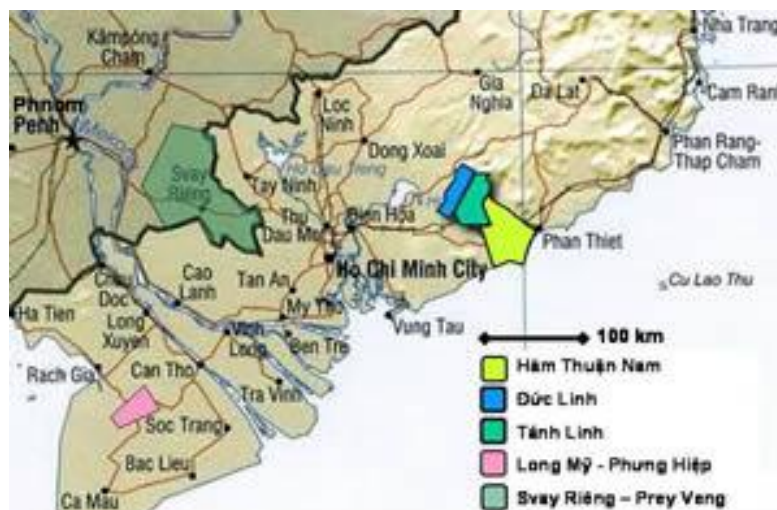 Nha Trang
Kâmpóng
Cham
Phnom
Penh
Mekong
Loc
Ninh
Gia
Nghia
Da Lat
Cam Ranh
Dong Xoai
Phan Rang-
Thap Cham
Svay
Rieng
Tay Ninh
Thu
Dau Mot
Bien Hoa
Phan Thiet
Ho Chi Minh City
Cu Lao Thu
Chau
Doc
Cao
Lanh
Tan An
Ha Tien
Long
Xuyen
My Tho
Vung Tau
Vinh
Long
Ben Tre
100 km
Rach Gia
Can Tho
Tra Vinh
Soc Trang
Bac Lieu
Ca Mau
Hàm Thuận Nam
Đức Linh
Tánh Linh
Long Mỹ - Phưng Hiệp
Svay Riêng – Prey Veng